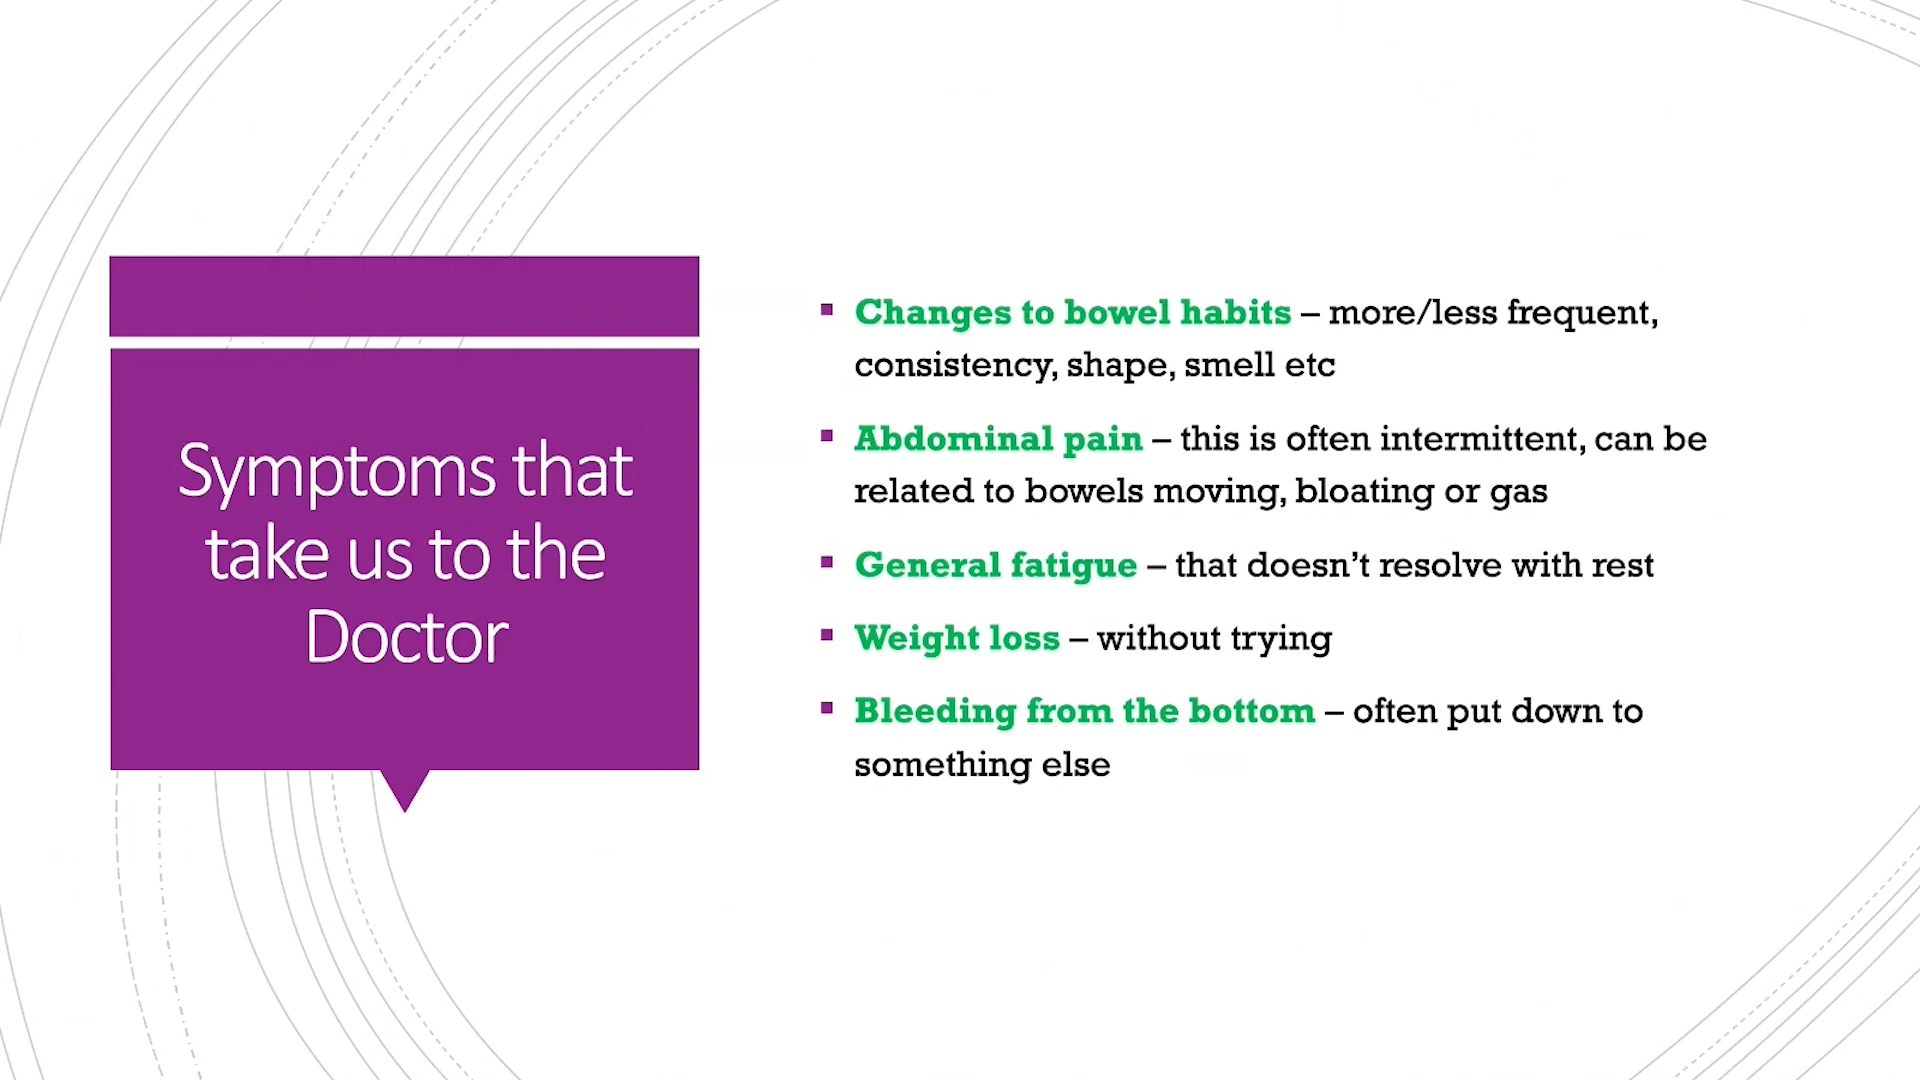 Symptoms that
take us to the
Doctor
▪ Changes to bowel habits – more/less frequent,
consistency, shape, smell etc
▪ Abdominal pain – this is often intermittent, can be
related to bowels moving, bloating or gas
▪ General fatigue – that doesn’t resolve with rest
▪ Weight loss – without trying
▪ Bleeding from the bottom – often put down to
something else